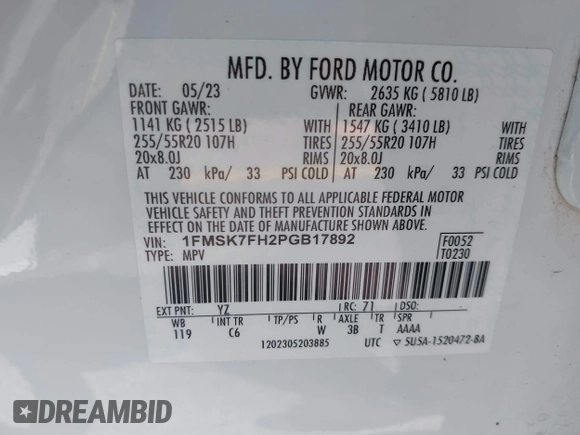 MFD. BY FORD MOTOR CO.
DATE: 05/23 GVWR: 2635 KG ( 5810 LB)
FRONT GAWR: REAR GAWR:
1141 KG ( 2515 LB) WITH 1547 KG ( 3410 LB) WITH
255/55R20 107H TIRES 255/55R20 107H TIRES
20x8.0J RIMS 20x8.0J RIMS
AT 230 kPa/ 33 PSI COLD AT 230 kPa/ 33 PSI COLD
THIS VEHICLE CONFORMS TO ALL APPLICABLE FEDERAL MOTOR
VEHICLE SAFETY AND THEFT PREVENTION STANDARDS IN
EFFECT ON THE DATE OF MANUFACTURE SHOWN ABOVE.
VIN: 1FMSK7FH2PGB17892 F0052
TYPE: MPV T0230
EXT PNT: YZ RC: 71 DSO:
WB INT TR TP/PS R AXLE TR SPR
119 C6 W 3B T AAAA
1202305203885 UTC 5USA-1520472-BA
DREAMBID